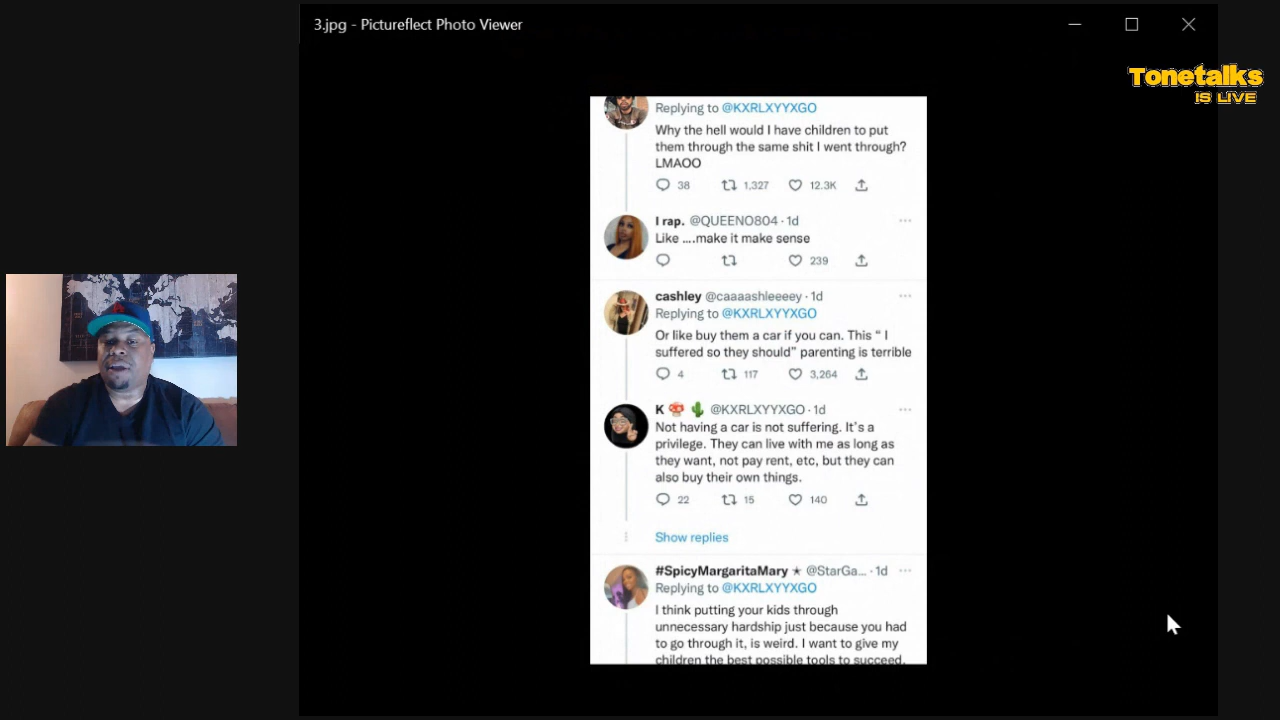 3.jpg - Pictureflect Photo Viewer
Tonetalks
IS LIVE
Replying to @KXRLXYYXGO
Why the hell would I have children to put
them through the same shit I went through?
LMAOO
38 1,327 12.3K
I rap. @QUEENO804 · 1d
Like ....make it make sense
239
cashley @caaaashleeeey · 1d
Replying to @KXRLXYYXGO
Or like buy them a car if you can. This “ I
suffered so they should” parenting is terrible
4 117 3,264
K 🍄 🌵 @KXRLXYYXGO · 1d
Not having a car is not suffering. It's a
privilege. They can live with me as long as
they want, not pay rent, etc, but they can
also buy their own things.
22 15 140
Show replies
#SpicyMargaritaMary ✭ @StarGa... · 1d
Replying to @KXRLXYYXGO
I think putting your kids through
unnecessary hardship just because you had
to go through it, is weird. I want to give my
children the best possible tools to succeed.